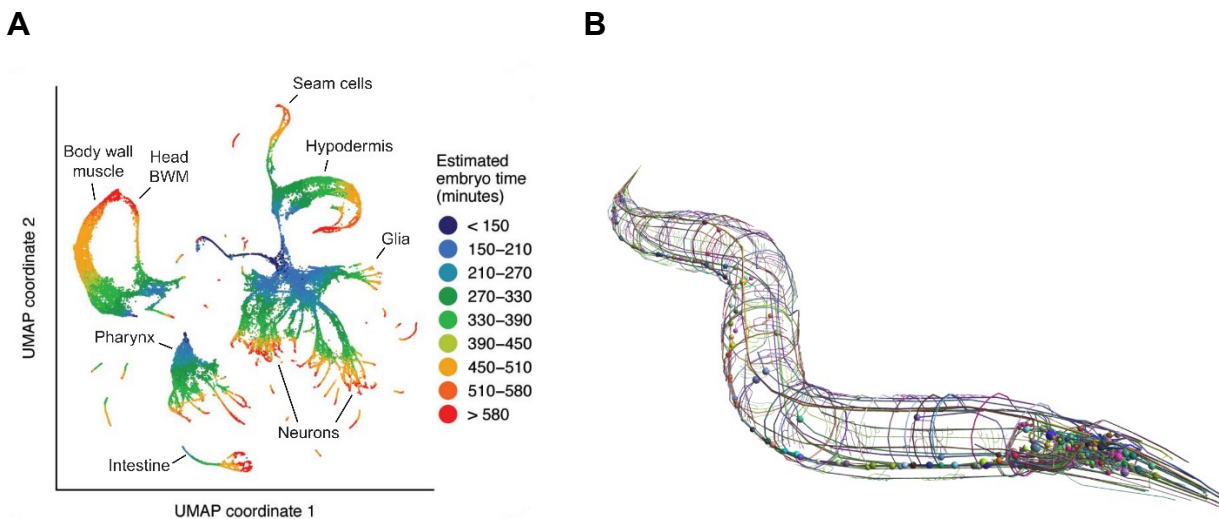 A
B
Seam cells
Body wall
muscle
Head
BWM
Hypodermis
Estimated
embryo time
(minutes)
< 150
150–210
210–270
270–330
330–390
390–450
450–510
510–580
> 580
Glia
UMAP coordinate 2
Pharynx
Neurons
Intestine
UMAP coordinate 1